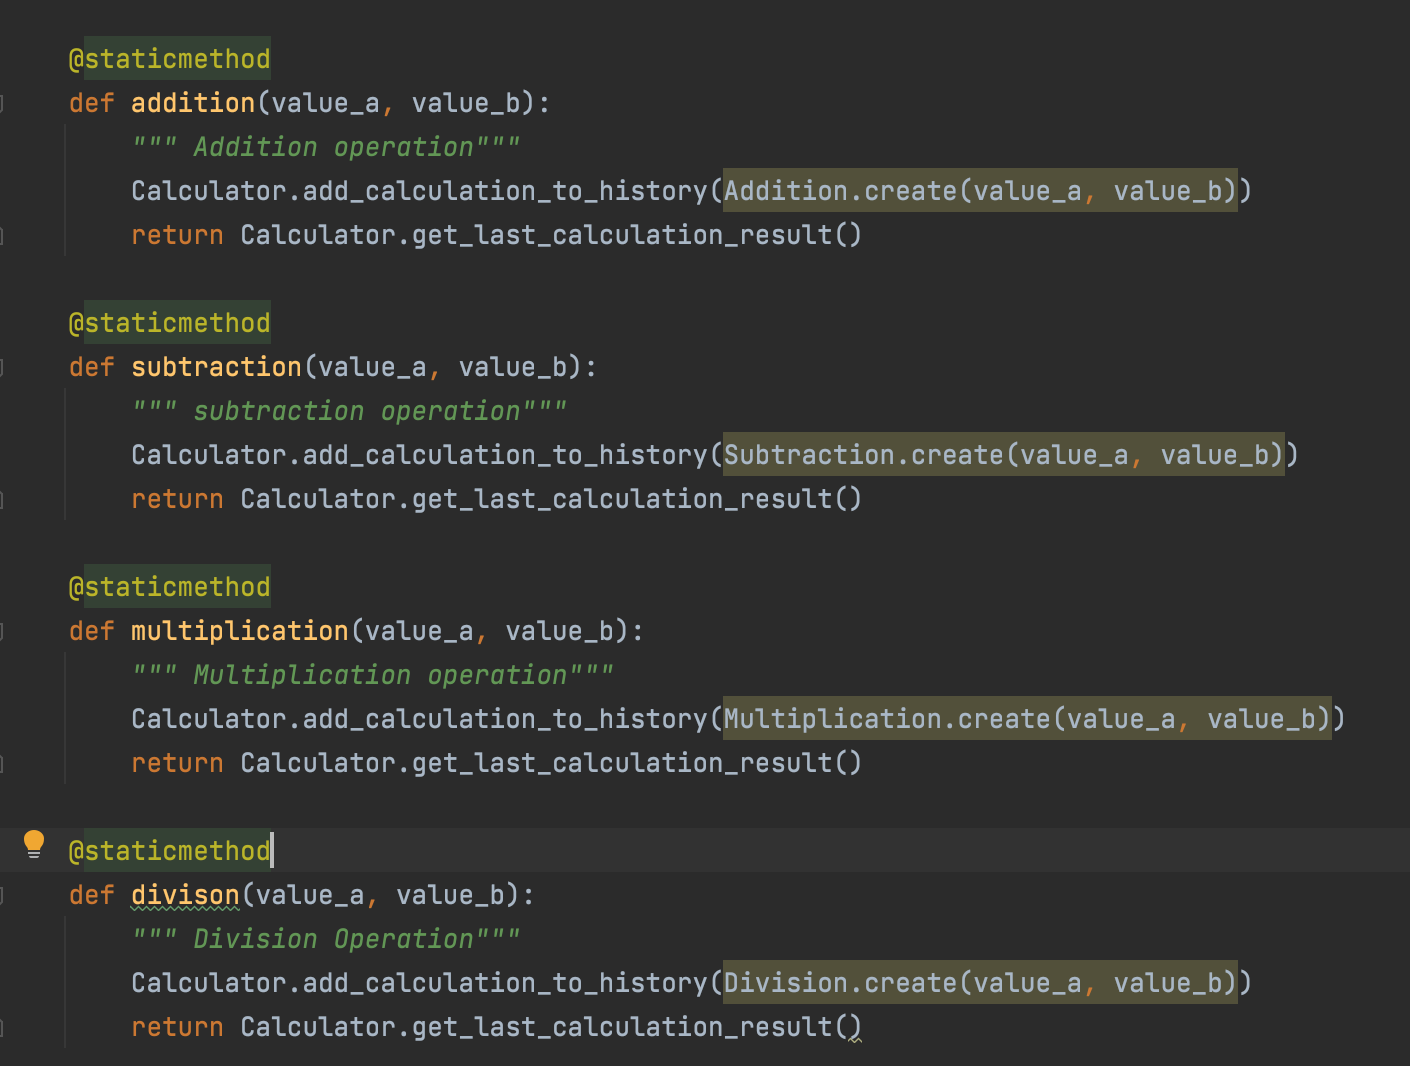 @staticmethod
def addition(value_a, value_b):
""" Addition operation"""
Calculator.add_calculation_to_history(Addition.create(value_a, value_b))
return Calculator.get_last_calculation_result()
@staticmethod
def subtraction(value_a, value_b):
""" subtraction operation"""
Calculator.add_calculation_to_history(Subtraction.create(value_a, value_b))
return Calculator.get_last_calculation_result()
@staticmethod
def multiplication(value_a, value_b):
""" Multiplication operation"""
Calculator.add_calculation_to_history(Multiplication.create(value_a, value_b))
return Calculator.get_last_calculation_result()
@staticmethod
def divison(value_a, value_b):
""" Division Operation"""
Calculator.add_calculation_to_history(Division.create(value_a, value_b))
return Calculator.get_last_calculation_result()